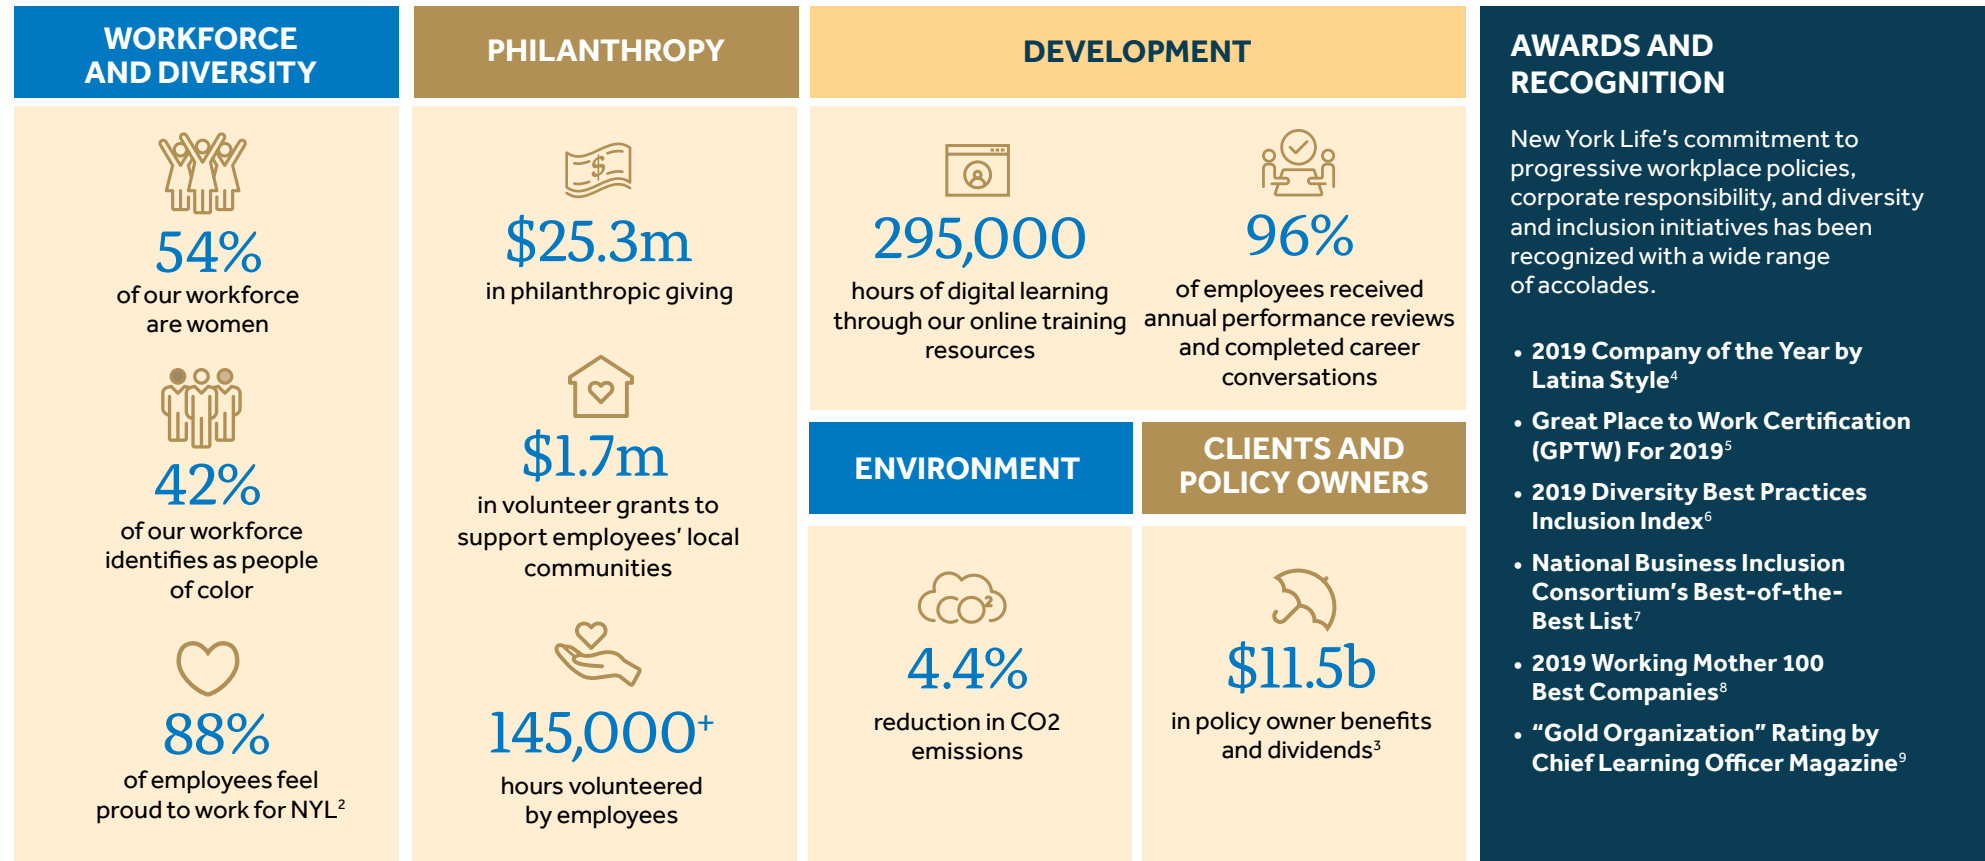 WORKFORCE
AND DIVERSITY
54%
of our workforce
are women
42%
of our workforce
identifies as people
of color
88%
of employees feel
proud to work for NYL²
PHILANTHROPY
$
$25.3m
in philanthropic giving
$1.7m
in volunteer grants to
support employees’ local
communities
145,000⁺
hours volunteered
by employees
DEVELOPMENT
295,000
hours of digital learning
through our online training
resources
96%
of employees received
annual performance reviews
and completed career
conversations
ENVIRONMENT
CO²
4.4%
reduction in CO2
emissions
CLIENTS AND
POLICY OWNERS
$11.5b
in policy owner benefits
and dividends³
AWARDS AND
RECOGNITION
New York Life’s commitment to
progressive workplace policies,
corporate responsibility, and diversity
and inclusion initiatives has been
recognized with a wide range
of accolades.
• 2019 Company of the Year by
Latina Style⁴
• Great Place to Work Certification
(GPTW) For 2019⁵
• 2019 Diversity Best Practices
Inclusion Index⁶
• National Business Inclusion
Consortium’s Best-of-the-
Best List⁷
• 2019 Working Mother 100
Best Companies⁸
• “Gold Organization” Rating by
Chief Learning Officer Magazine⁹